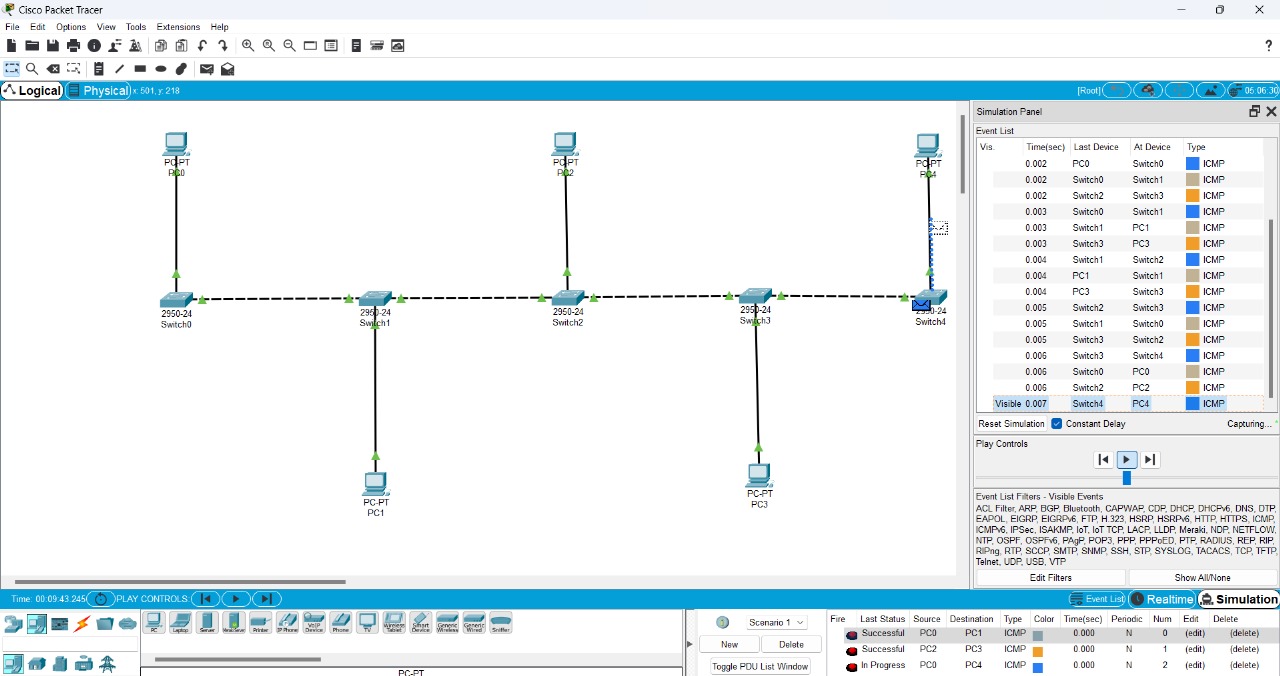 Cisco Packet Tracer
File Edit Options View Tools Extensions Help
?
Logical Physical x: 501, y: 218 [Root] 05:06:30
PC-PT
PC0
PC-PT
PC2
PC-PT
PC4
2950-24
Switch0
2950-24
Switch1
2950-24
Switch2
2950-24
Switch3
2950-24
Switch4
PC-PT
PC1
PC-PT
PC3
Simulation Panel
Event List
Vis. Time(sec) Last Device At Device Type
0.002 PC0 Switch0 ICMP
0.002 Switch0 Switch1 ICMP
0.002 Switch2 Switch3 ICMP
0.003 Switch0 Switch1 ICMP
0.003 Switch1 PC1 ICMP
0.003 Switch3 PC3 ICMP
0.004 Switch1 Switch2 ICMP
0.004 PC1 Switch1 ICMP
0.004 PC3 Switch3 ICMP
0.005 Switch2 Switch3 ICMP
0.005 Switch1 Switch0 ICMP
0.005 Switch3 Switch2 ICMP
0.006 Switch3 Switch4 ICMP
0.006 Switch0 PC0 ICMP
0.006 Switch2 PC2 ICMP
Visible 0.007 Switch4 PC4 ICMP
Reset Simulation Constant Delay Capturing...
Play Controls
Event List Filters - Visible Events
ACL Filter, ARP, BGP, Bluetooth, CAPWAP, CDP, DHCP, DHCPv6, DNS, DTP,
EAPOL, EIGRP, EIGRPv6, FTP, H.323, HSRP, HSRPv6, HTTP, HTTPS, ICMP,
ICMPv6, IPSec, ISAKMP, IoT, IoT TCP, LACP, LLDP, Meraki, NDP, NETFLOW,
NTP, OSPF, OSPFv6, PAgP, POP3, PPP, PPPoED, PTP, RADIUS, REP, RIP,
RIPng, RTP, SCCP, SMTP, SNMP, SSH, STP, SYSLOG, TACACS, TCP, TFTP,
Telnet, UDP, USB, VTP
Edit Filters Show All/None
Time: 00:09:43.245 PLAY CONTROLS: Event List Realtime Simulation
PC Laptop Server Printer IP Phone VoIP Device Phone TV Wireless Tablet Smart Device Generic Wireless Generic Wired Sniffer
PC-PT
Scenario 1
New Delete
Toggle PDU List Window
Fire Last Status Source Destination Type Color Time(sec) Periodic Num Edit Delete
Successful PC0 PC1 ICMP 0.000 N 0 (edit) (delete)
Successful PC2 PC3 ICMP 0.000 N 1 (edit) (delete)
In Progress PC0 PC4 ICMP 0.000 N 2 (edit) (delete)